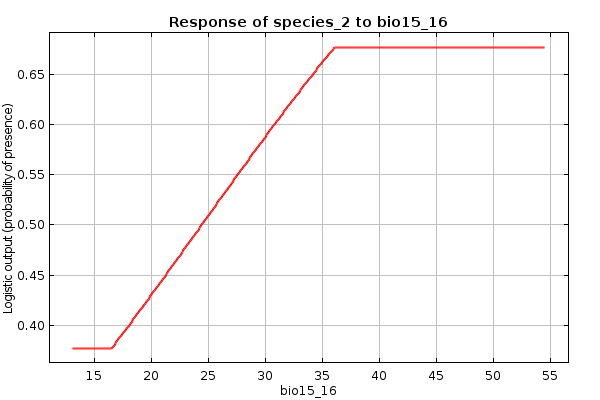 Response of species_2 to bio15_16
Logistic output (probability of presence)
0.65
0.60
0.55
0.50
0.45
0.40
15 20 25 30 35 40 45 50 55
bio15_16